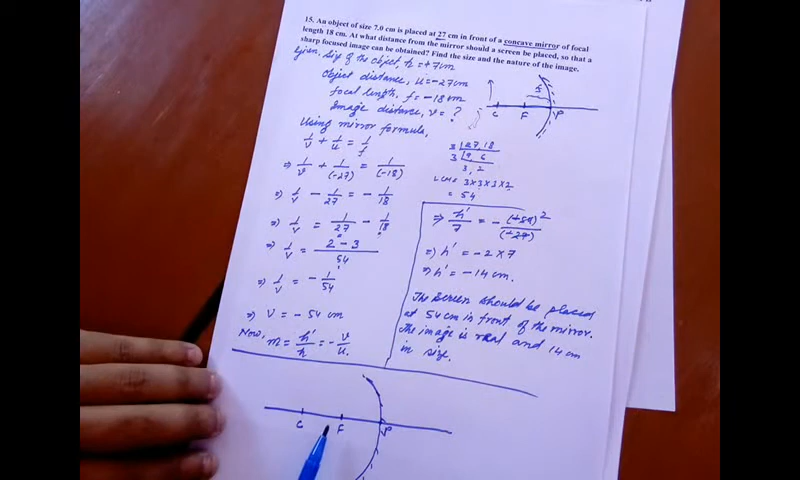 15. An object of size 7.0 cm is placed at 27 cm in front of a concave mirror of focal
length 18 cm. At what distance from the mirror should a screen be placed, so that a
sharp focused image can be obtained? Find the size and the nature of the image.
Given. Size of the object, h = +7cm
Object distance, u = -27cm
focal length, f = -18cm
Image distance, v = ?
Using mirror formula,
1/v + 1/u = 1/f
⇒ 1/v + 1/(-27) = 1/(-18)
⇒ 1/v - 1/27 = - 1/18
⇒ 1/v = 1/27 - 1/18
⇒ 1/v = 2 - 3 / 54
⇒ 1/v = - 1/54
⇒ v = - 54 cm
Now, m = h'/h = - v/u
C F P
3 | 27, 18
3 | 9, 6
3, 2
LCM = 3×3×3×2
= 54
⇒ h'/7 = - (+54) 2 / (+27)
⇒ h' = -2 × 7
⇒ h' = -14 cm.
The screen should be placed
at 54 cm in front of the mirror.
The image is real and 14 cm
in size.
C F P